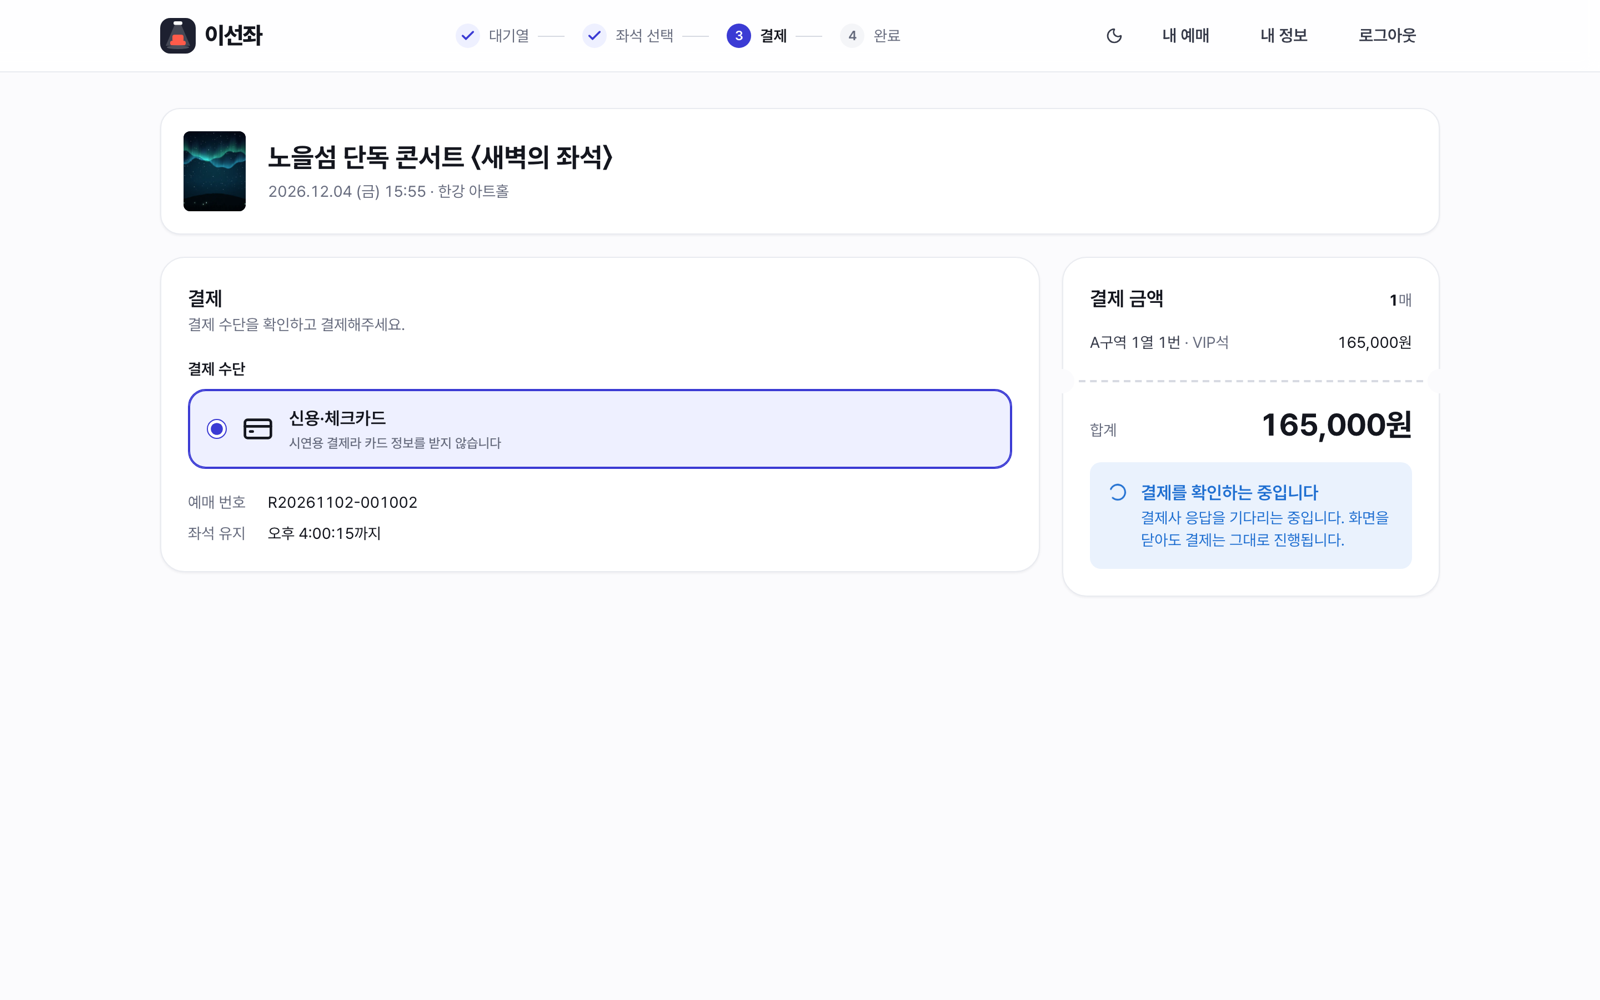 이선좌
대기열
좌석 선택
3 결제
4 완료
내 예매
내 정보
로그아웃
노을섬 단독 콘서트 〈새벽의 좌석〉
2026.12.04 (금) 15:55 · 한강 아트홀
결제
결제 수단을 확인하고 결제해주세요.
결제 수단
신용·체크카드
시연용 결제라 카드 정보를 받지 않습니다
예매 번호 R20261102-001002
좌석 유지 오후 4:00:15까지
결제 금액 1매
A구역 1열 1번 · VIP석 165,000원
합계 165,000원
결제를 확인하는 중입니다
결제사 응답을 기다리는 중입니다. 화면을
닫아도 결제는 그대로 진행됩니다.